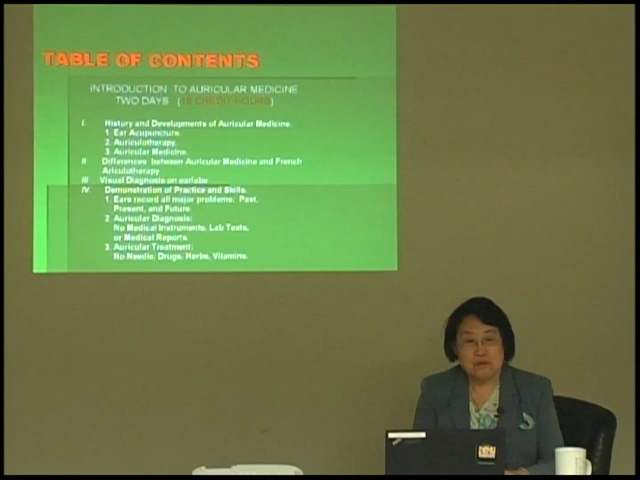 TABLE OF CONTENTS
INTRODUCTION TO AURICULAR MEDICINE
TWO DAYS (15 CREDIT HOURS)
I. History and Developments of Auricular Medicine.
1. Ear Acupuncture.
2. Auriculotherapy.
3. Auricular Medicine.
II. Differences between Auricular Medicine and French
Ariculotherapy
III Visual Diagnosis on earlobe
IV. Demonstration of Practice and Skills.
1. Ears record all major problems: Past,
Present, and Future.
2. Auricular Diagnosis:
No Medical Instruments, Lab Tests,
or Medical Reports.
3. Auricular Treatment:
No Needle, Drugs, Herbs, Vitamins.